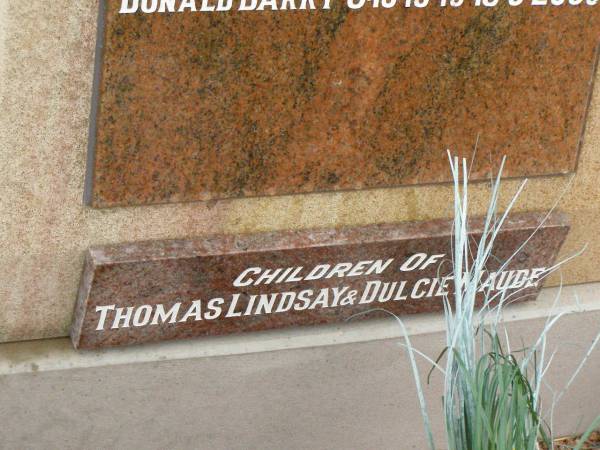 DONALD BARRY
CHILDREN OF
THOMAS LINDSAY & DULCIE MAUDE